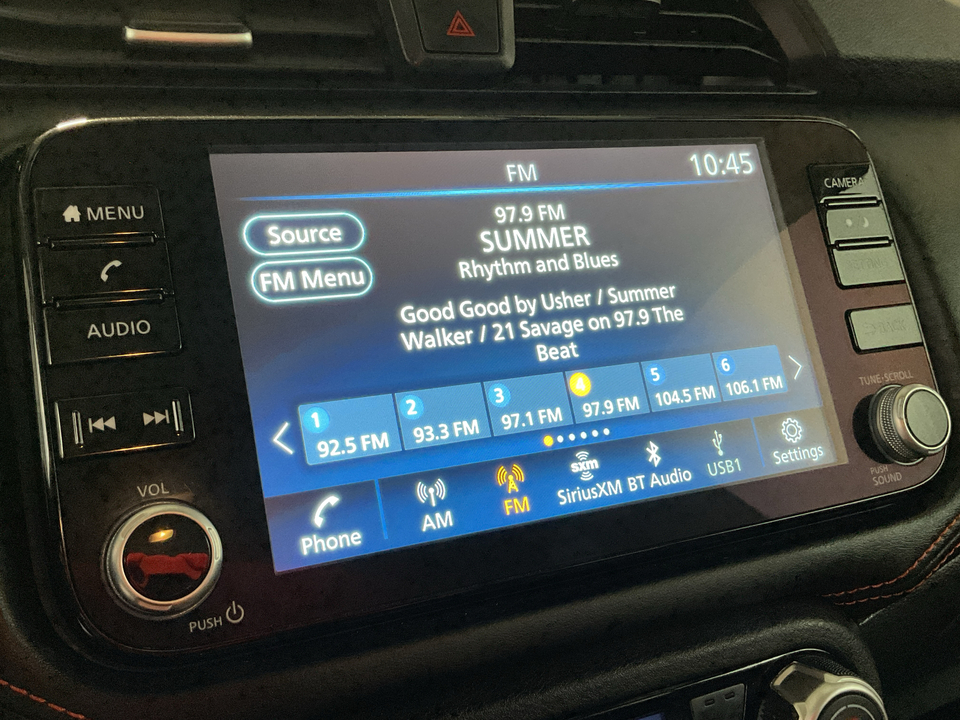 FM
10:45
97.9 FM
SUMMER
Rhythm and Blues
Source
FM Menu
Good Good by Usher / Summer
Walker / 21 Savage on 97.9 The
Beat
1 92.5 FM
2 93.3 FM
3 97.1 FM
4 97.9 FM
5 104.5 FM
6 106.1 FM
Phone
AM
FM
sxm
SiriusXM
BT Audio
USB1
Settings
MENU
AUDIO
VOL
PUSH
CAMERA
TUNE-SCROLL
PUSH
SOUND